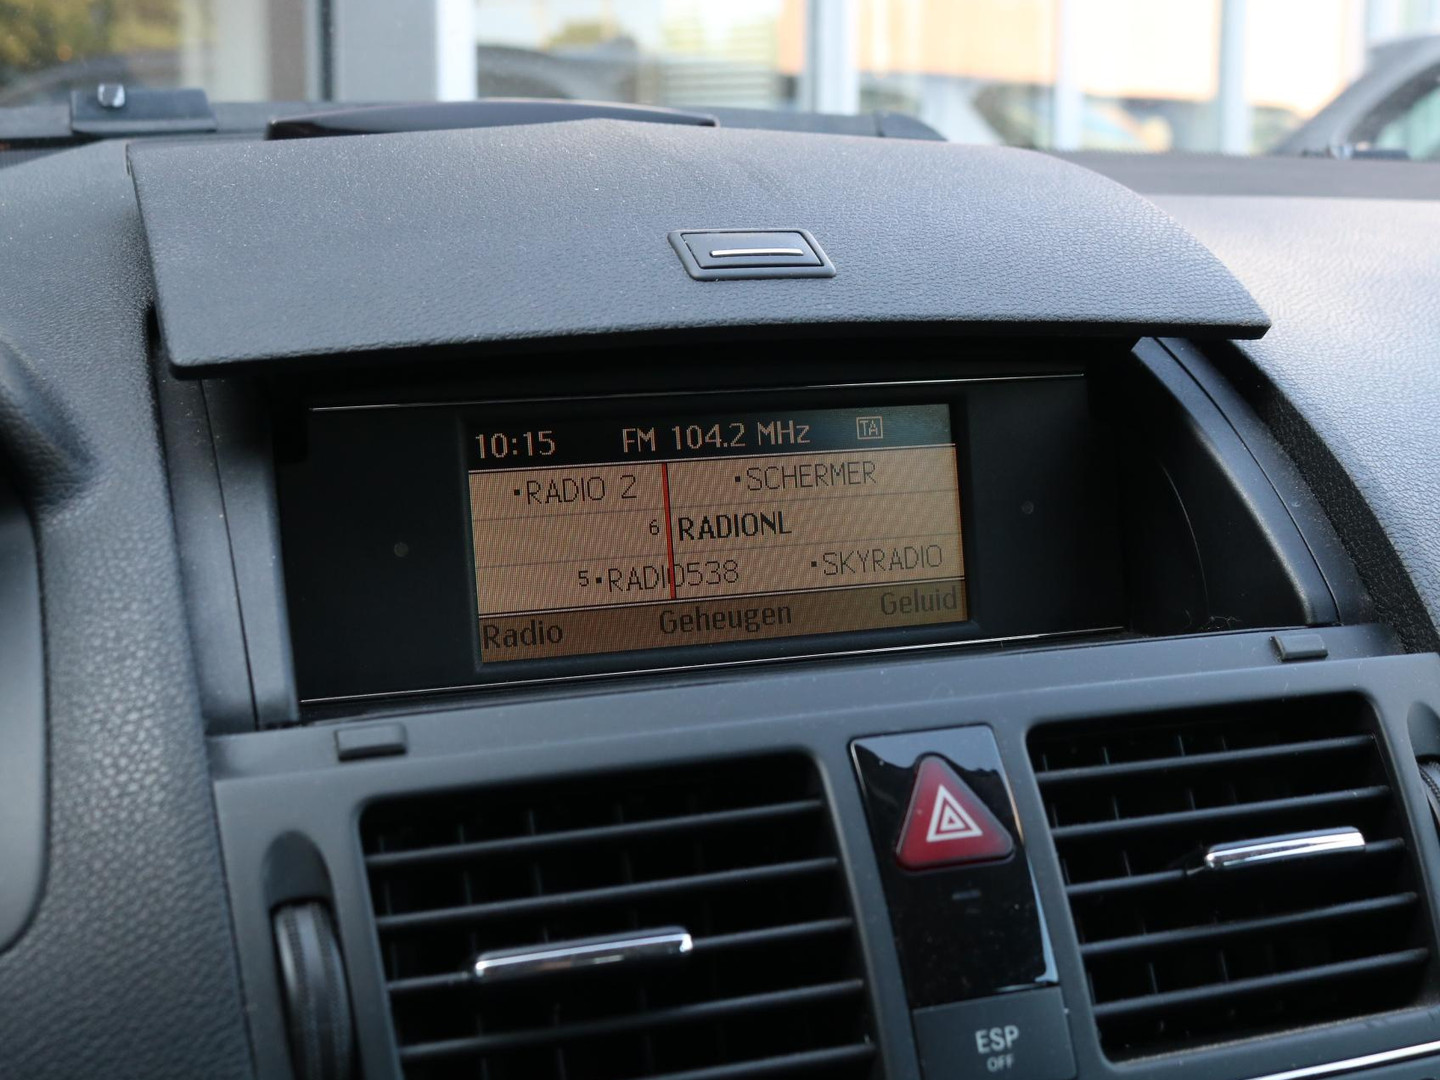 10:15 FM 104.2 MHz TA
•RADIO 2 •SCHERMER
6 RADIONL
5•RADIO538 •SKYRADIO
Radio Geheugen Geluid
ESP
OFF